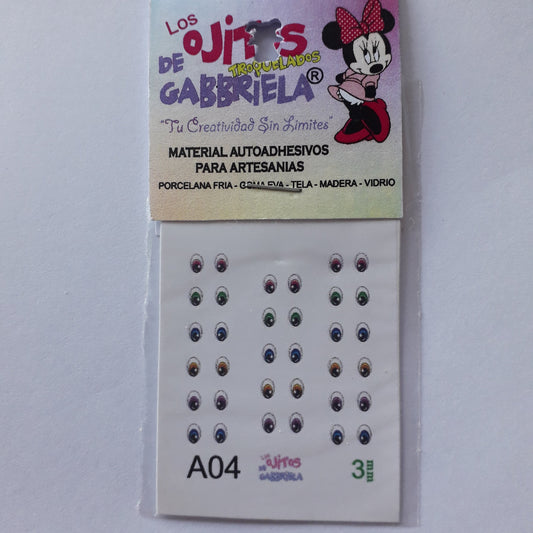 LOS
OJITOS
DE TROQUELADOS
GABBRIELA®
"Tu Creatividad Sin Limites"
MATERIAL AUTOADHESIVOS
PARA ARTESANIAS
PORCELANA FRIA - GOMA EVA - TELA - MADERA - VIDRIO
A04
LOS OJITOS
DE GABBRIELA
3mm